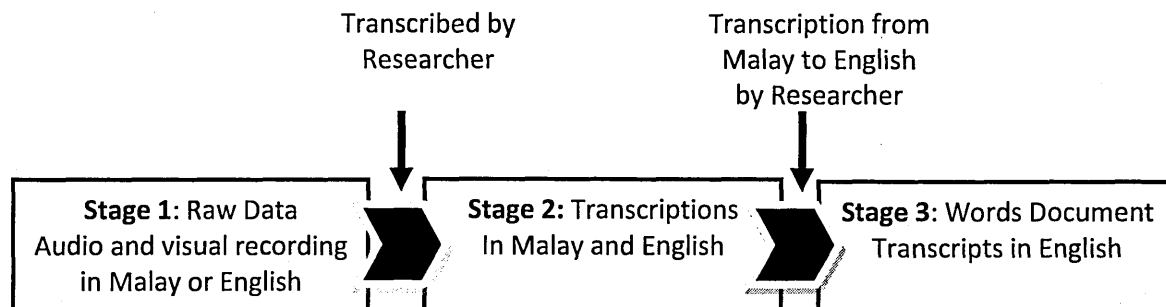 Transcribed by
Researcher
Transcription from
Malay to English
by Researcher
Stage 1: Raw Data
Audio and visual recording
in Malay or English
Stage 2: Transcriptions
In Malay and English
Stage 3: Words Document
Transcripts in English